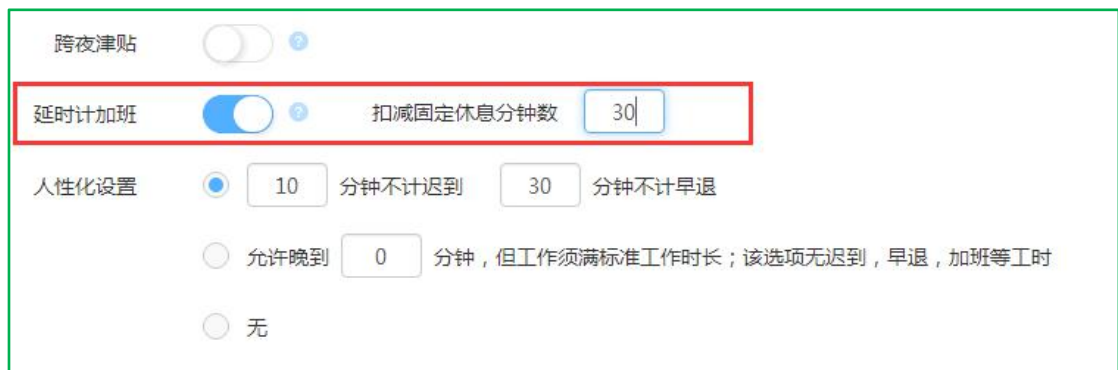 跨夜津贴 ?
延时计加班 ? 扣减固定休息分钟数 30
人性化设置 10 分钟不计迟到 30 分钟不计早退
允许晚到 0 分钟，但工作须满标准工作时长；该选项无迟到，早退，加班等工时
无